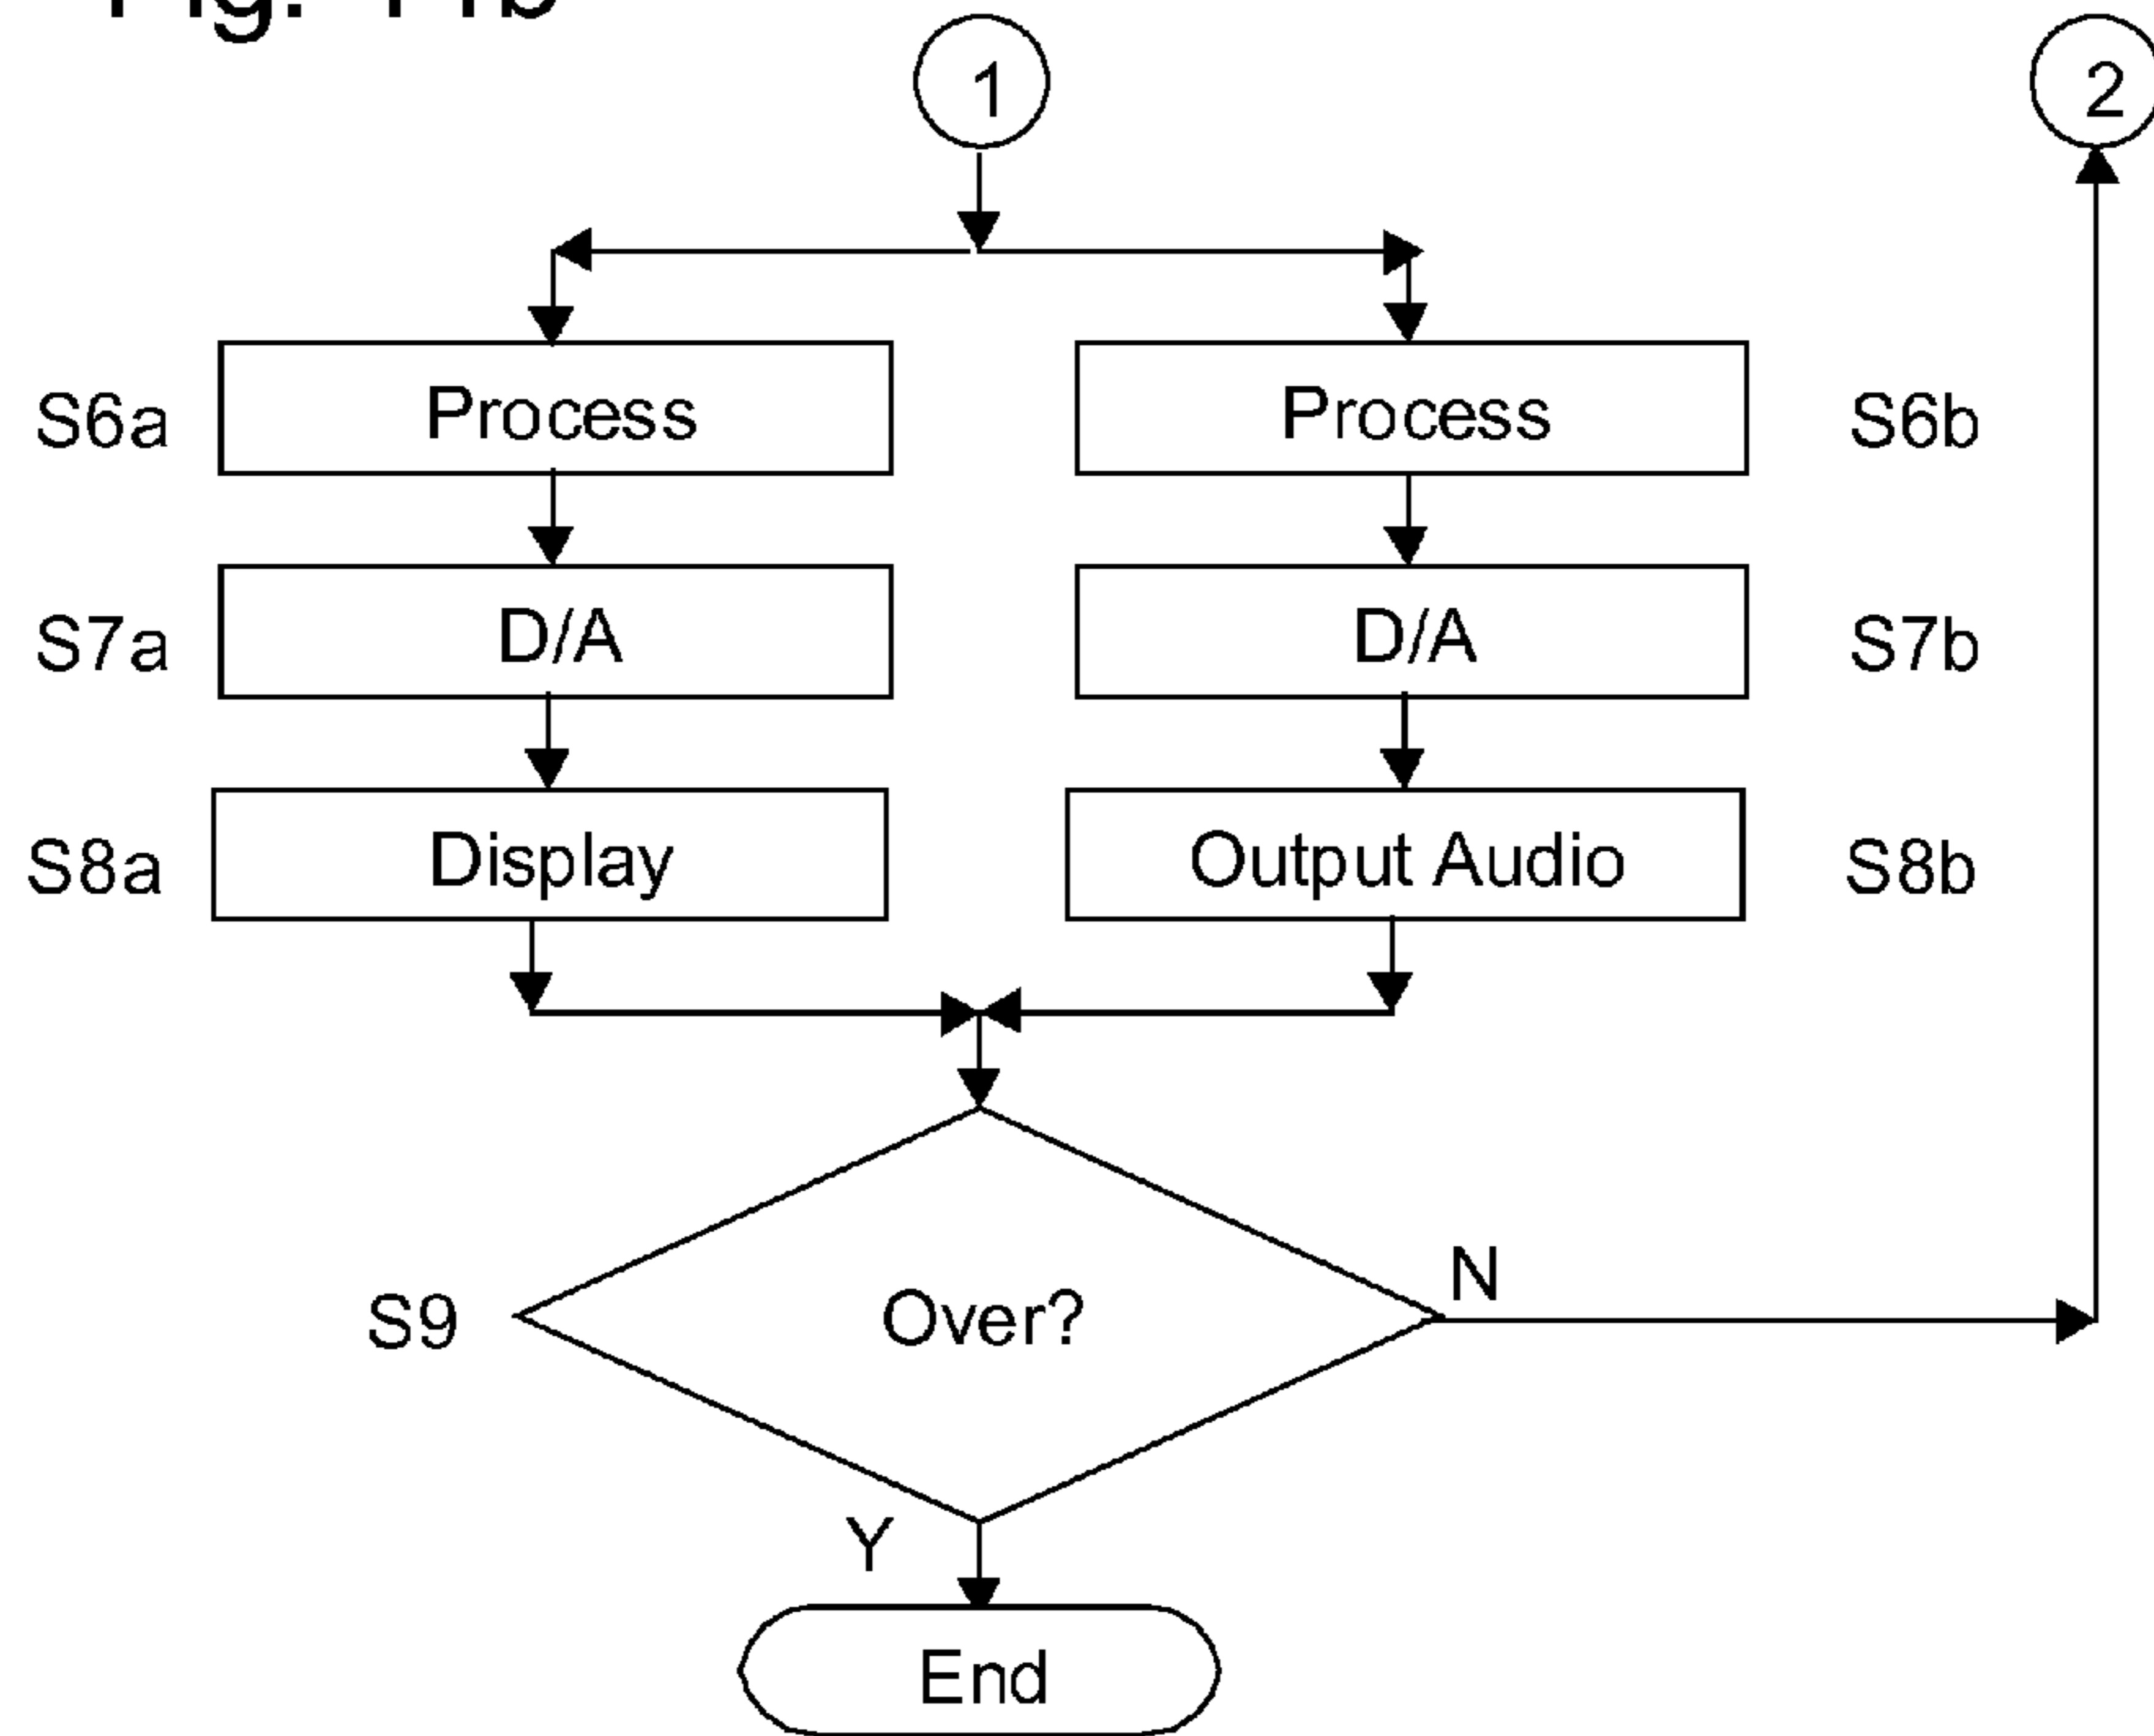 1
2
S6a Process Process S6b
S7a D/A D/A S7b
S8a Display Output Audio S8b
S9 Over? N
Y
End